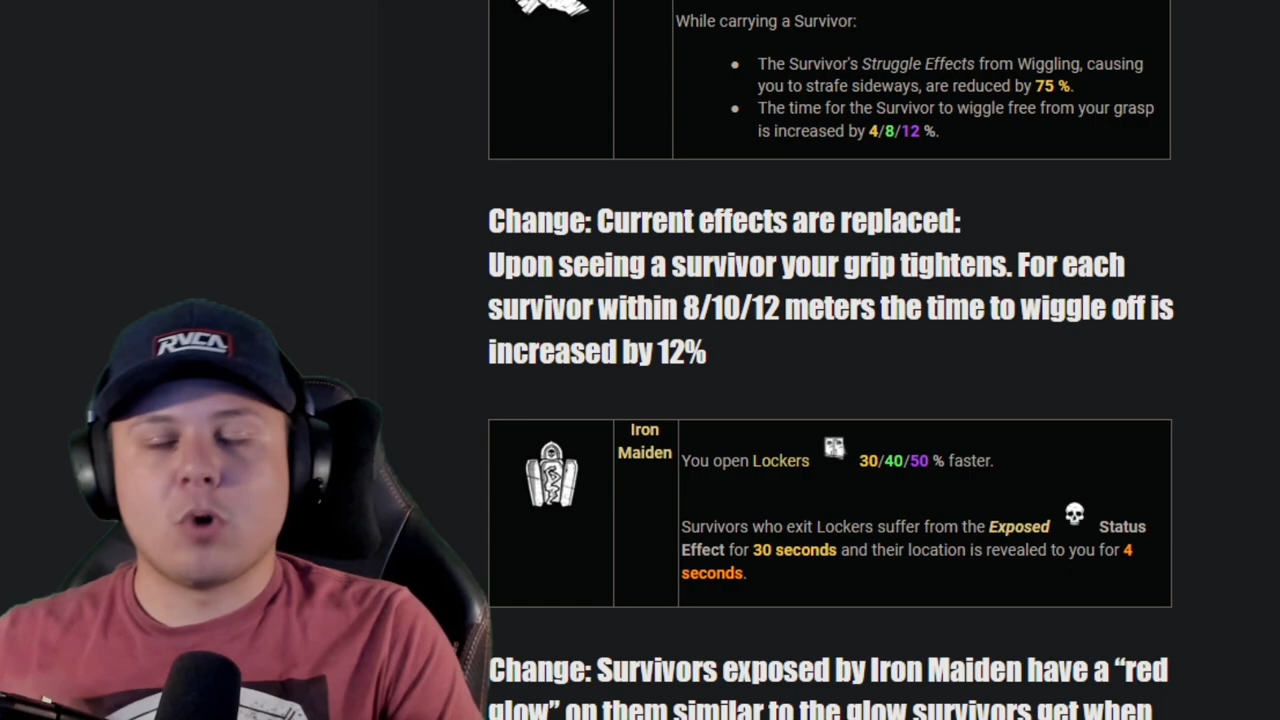 While carrying a Survivor:
● The Survivor's Struggle Effects from Wiggling, causing
you to strafe sideways, are reduced by 75 %.
● The time for the Survivor to wiggle free from your grasp
is increased by 4/8/12 %.
Change: Current effects are replaced:
Upon seeing a survivor your grip tightens. For each
survivor within 8/10/12 meters the time to wiggle off is
increased by 12%
RVCA
Iron
Maiden
You open Lockers 30/40/50 % faster.
Survivors who exit Lockers suffer from the Exposed Status
Effect for 30 seconds and their location is revealed to you for 4
seconds.
Change: Survivors exposed by Iron Maiden have a “red
glow” on them similar to the glow survivors get when